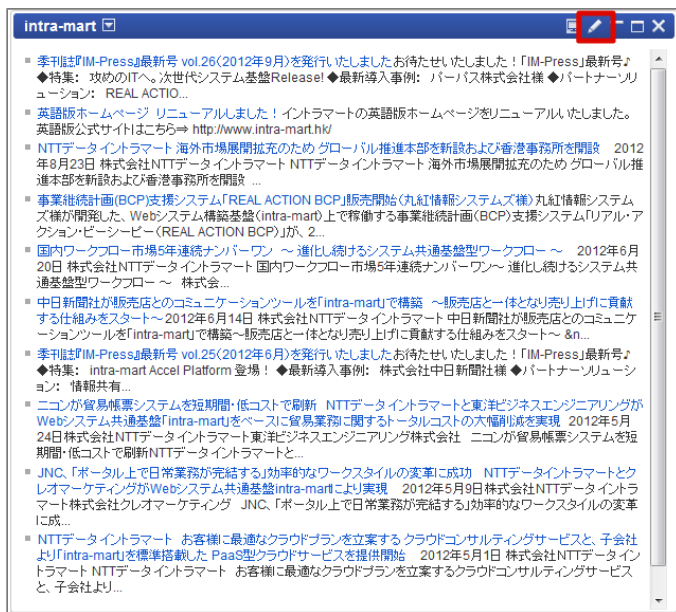 intra-mart
季刊誌『IM-Press』最新号 vol.26(2012年9月)を発行いたしましたお待たせいたしました！「IM-Press」最新号♪
◆特集： 攻めのITへ。次世代システム基盤Release! ◆最新導入事例： パーパス株式会社様 ◆パートナーソリ
ューション： REAL ACTIO...
英語版ホームページ リニューアルしました！イントラマートの英語版ホームページをリニューアルいたしました。
英語版公式サイトはこちら⇒ http://www.intra-mart.hk/
NTTデータイントラマート 海外市場展開拡充のため グローバル推進本部を新設および香港事務所を開設　2012
年8月23日 株式会社NTTデータイントラマート NTTデータイントラマート 海外市場展開拡充のため グローバル推
進本部を新設および香港事務所を開設 ...
事業継続計画(BCP)支援システム「REAL ACTION BCP」販売開始(丸紅情報システムズ様)丸紅情報システム
ズ様が開発した、Webシステム構築基盤(intra-mart)上で稼働する事業継続計画(BCP)支援システム「リアル・ア
クション・ビーシーピー(REAL ACTION BCP)」が、2...
国内ワークフロー市場5年連続ナンバーワン ～ 進化し続けるシステム共通基盤型ワークフロー ～　2012年6月
20日 株式会社NTTデータイントラマート 国内ワークフロー市場5年連続ナンバーワン～ 進化し続けるシステム共
通基盤型ワークフロー ～ 株式会...
中日新聞社が販売店とのコミュニケーションツールを「intra-mart」で構築 ～販売店と一体となり売り上げに貢献
する仕組みをスタート～ 2012年6月14日 株式会社NTTデータイントラマート 中日新聞社が販売店とのコミュニケ
ーションツールを「intra-mart」で構築～販売店と一体となり売り上げに貢献する仕組みをスタート～ &n...
季刊誌『IM-Press』最新号 vol.25(2012年6月)を発行いたしましたお待たせいたしました！「IM-Press」最新号♪
◆特集： intra-mart Accel Platform 登場！ ◆最新導入事例： 株式会社中日新聞社様 ◆パートナーソリューショ
ン： 情報共有...
ニコンが貿易帳票システムを短期間・低コストで刷新　NTTデータイントラマートと東洋ビジネスエンジニアリングが
Webシステム共通基盤「intra-mart」をベースに貿易業務に関するトータルコストの大幅削減を実現　2012年5月
24日株式会社NTTデータイントラマート東洋ビジネスエンジニアリング株式会社　ニコンが貿易帳票システムを短
期間・低コストで刷新NTTデータイントラマートと...
JNC、「ポータル上で日常業務が完結する」効率的なワークスタイルの変革に成功　NTTデータイントラマートとク
レオマーケティングがWebシステム共通基盤intra-martにより実現　2012年5月9日株式会社NTTデータイントラ
マート株式会社クレオマーケティング　JNC、「ポータル上で日常業務が完結する」効率的なワークスタイルの変革
に成...
NTTデータイントラマート　お客様に最適なクラウドプランを立案する クラウドコンサルティングサービスと、子会社
より「intra-mart」を標準搭載した PaaS型クラウドサービスを提供開始　2012年5月1日 株式会社NTTデータイン
トラマート NTTデータイントラマート　お客様に最適なクラウドプランを立案するクラウドコンサルティングサービス
と、子会社より...